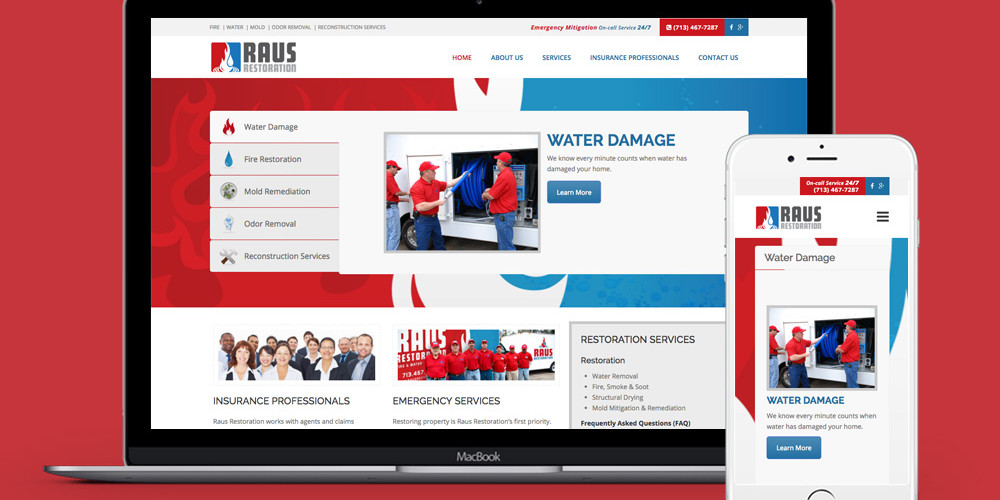 FIRE | WATER | MOLD | ODOR REMOVAL | RECONSTRUCTION SERVICES
Emergency Mitigation On-call Service 24/7
(713) 467-7287
RAUS
RESTORATION
HOME ABOUT US SERVICES INSURANCE PROFESSIONALS CONTACT US
Water Damage
Fire Restoration
Mold Remediation
Odor Removal
Reconstruction Services
WATER DAMAGE
We know every minute counts when water has
damaged your home.
Learn More
RAUS
RESTORATION
713.457
RAUS
INSURANCE PROFESSIONALS
Raus Restoration works with agents and claims
EMERGENCY SERVICES
Restoring property is Raus Restoration's first priority.
RESTORATION SERVICES
Restoration
Water Removal
Fire, Smoke & Soot
Structural Drying
Mold Mitigation & Remediation
Frequently Asked Questions (FAQ)
MacBook
On-call Service 24/7
(713) 467-7287
RAUS
RESTORATION
Water Damage
WATER DAMAGE
We know every minute counts when
water has damaged your home.
Learn More